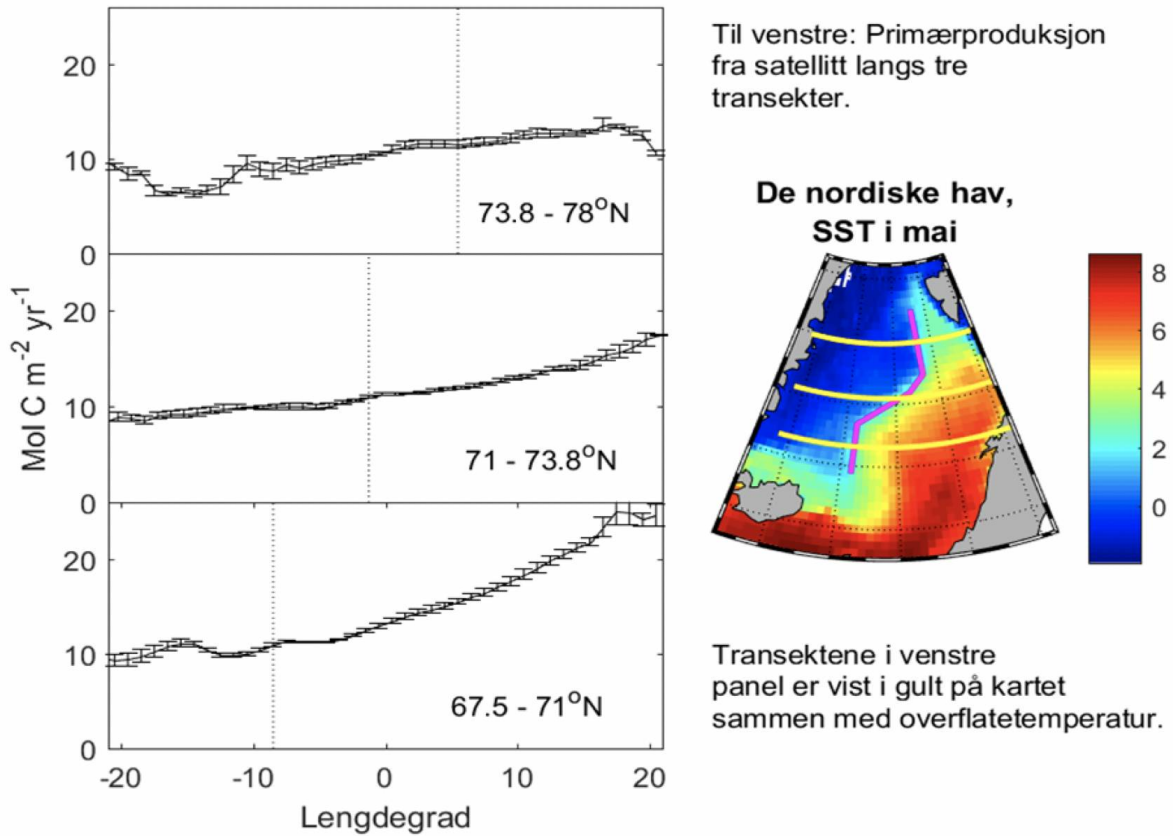 20
10
0
73.8 - 78°N
20
10
0
71 - 73.8°N
20
10
0
67.5 - 71°N
-20 -10 0 10 20
Lengdegrad
Mol C m⁻² yr⁻¹
Til venstre: Primærproduksjon
fra satellitt langs tre
transekter.
De nordiske hav,
SST i mai
8
6
4
2
0
Transektene i venstre
panel er vist i gult på kartet
sammen med overflatetemperatur.